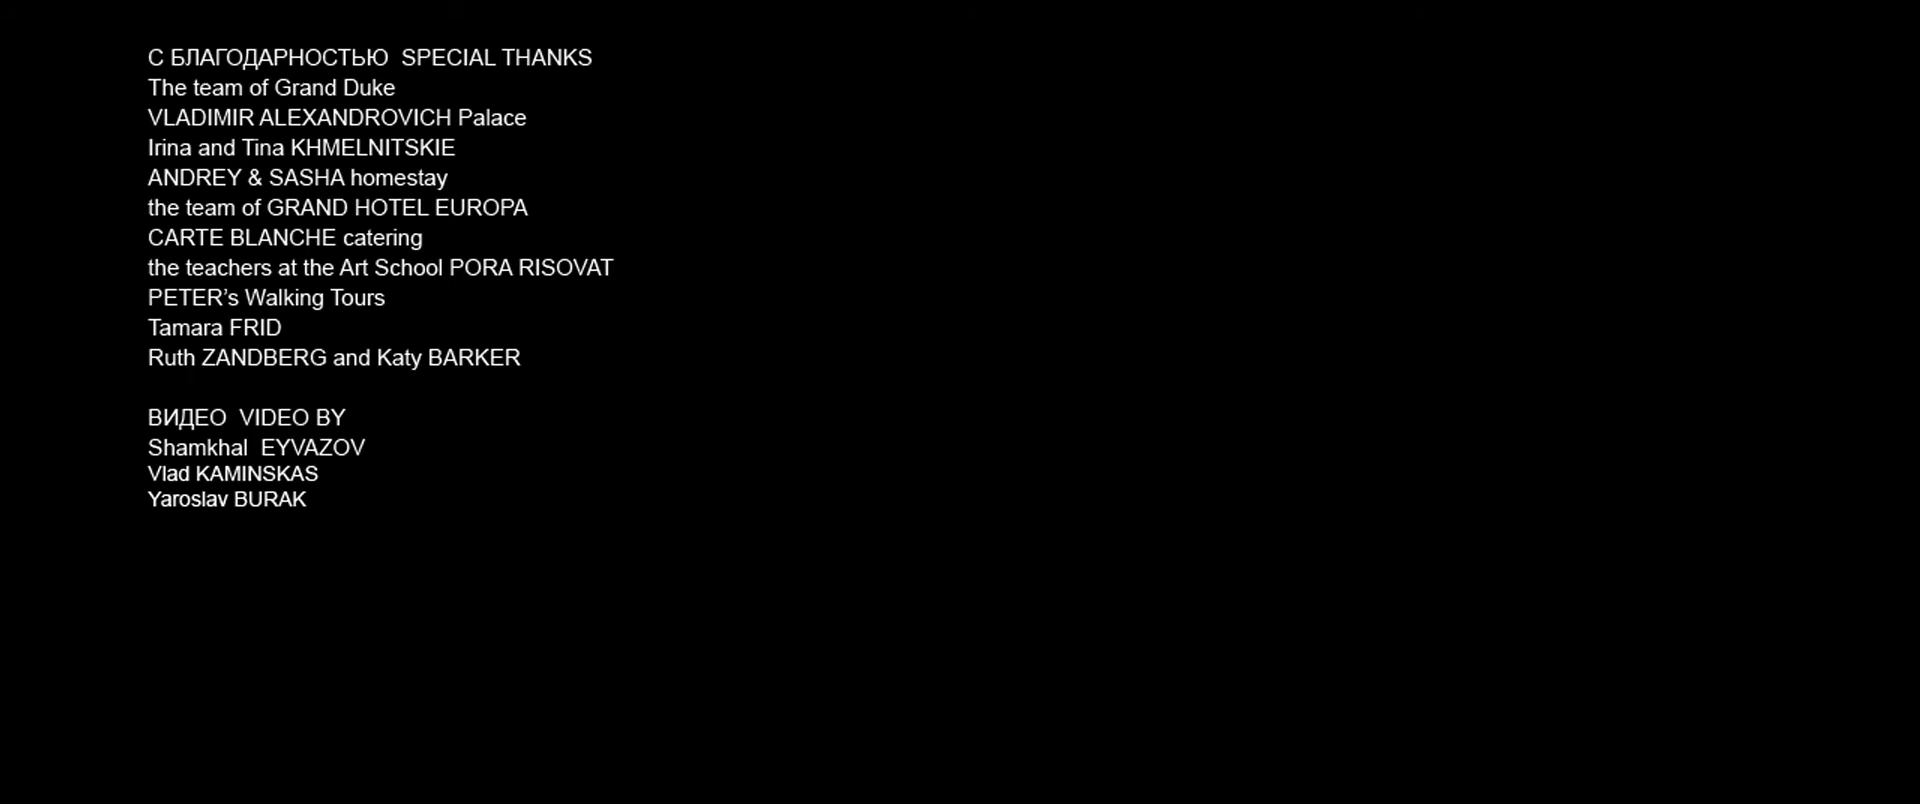 С БЛАГОДАРНОСТЬЮ  SPECIAL THANKS
The team of Grand Duke
VLADIMIR ALEXANDROVICH Palace
Irina and Tina KHMELNITSKIE
ANDREY & SASHA homestay
the team of GRAND HOTEL EUROPA
CARTE BLANCHE catering
the teachers at the Art School PORA RISOVAT
PETER’s Walking Tours
Tamara FRID
Ruth ZANDBERG and Katy BARKER
ВИДЕО  VIDEO BY
Shamkhal  EYVAZOV
Vlad KAMINSKAS
Yaroslav BURAK